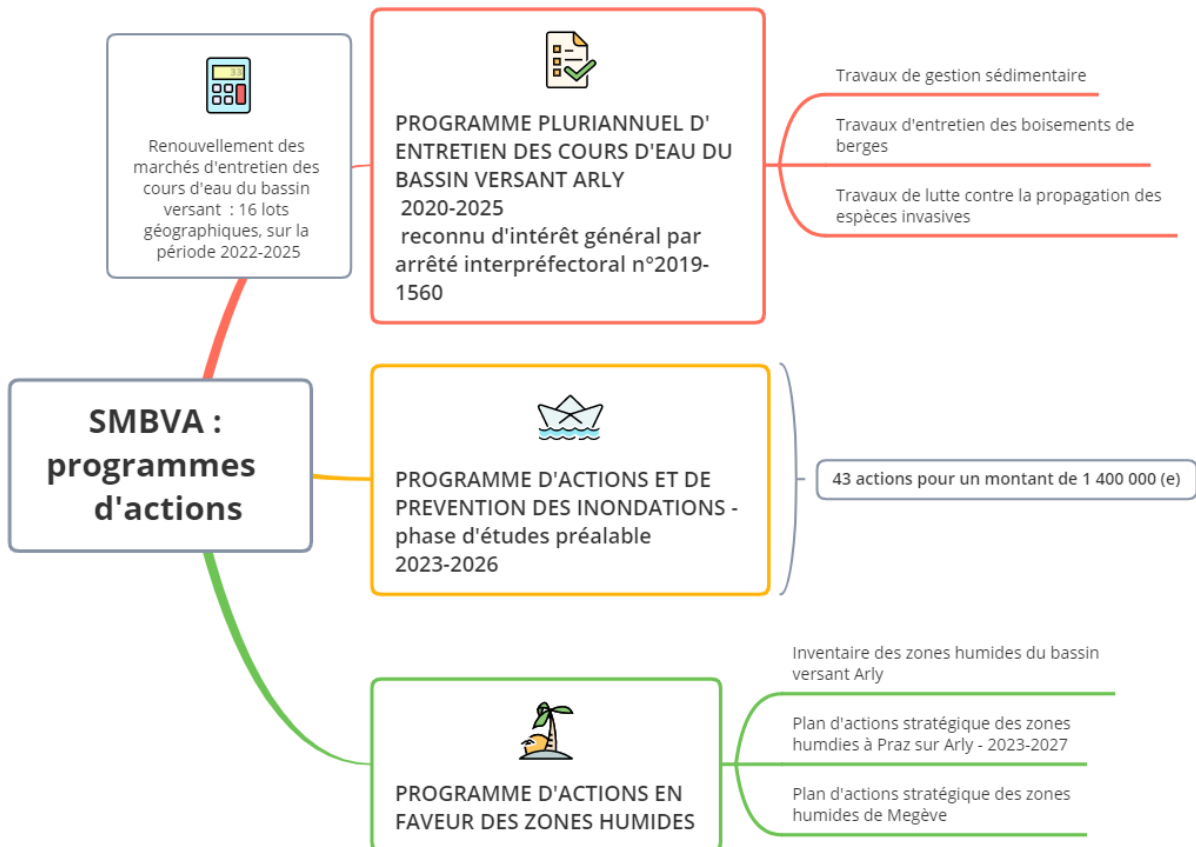 SMBVA :
programmes
d'actions
33
Renouvellement des
marchés d'entretien des
cours d'eau du bassin
versant : 16 lots
géographiques, sur la
période 2022-2025
PROGRAMME PLURIANNUEL D'
ENTRETIEN DES COURS D'EAU DU
BASSIN VERSANT ARLY
2020-2025
reconnu d'intérêt général par
arrêté interpréfectoral n°2019-
1560
Travaux de gestion sédimentaire
Travaux d'entretien des boisements de
berges
Travaux de lutte contre la propagation des
espèces invasives
PROGRAMME D'ACTIONS ET DE
PREVENTION DES INONDATIONS -
phase d'études préalable
2023-2026
43 actions pour un montant de 1 400 000 (e)
PROGRAMME D'ACTIONS EN
FAVEUR DES ZONES HUMIDES
Inventaire des zones humides du bassin
versant Arly
Plan d'actions stratégique des zones
humdies à Praz sur Arly - 2023-2027
Plan d'actions stratégique des zones
humides de Megève